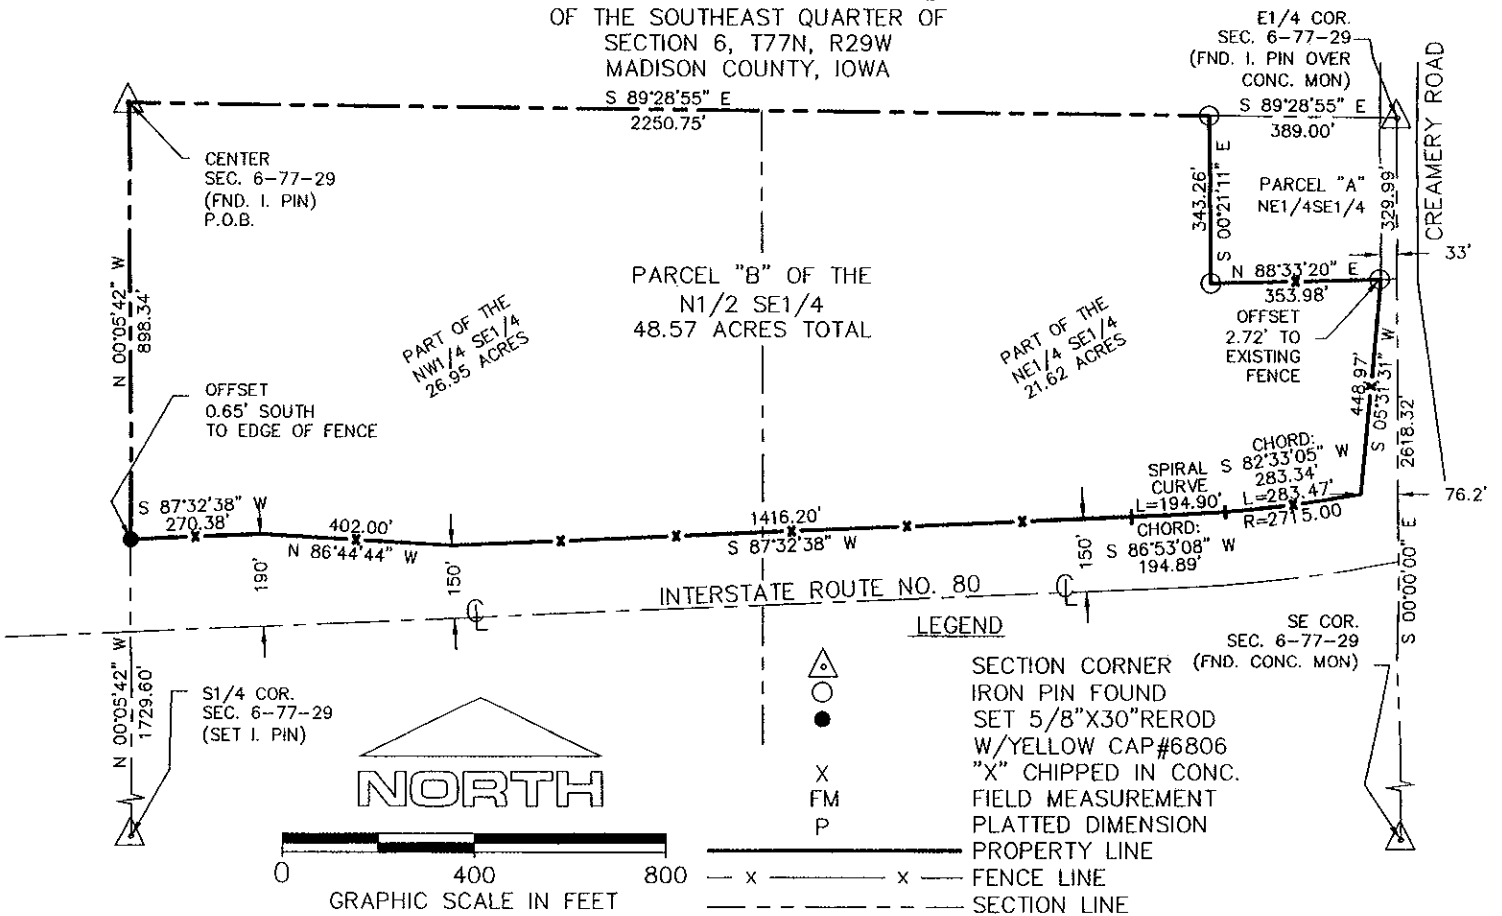 OF THE SOUTHEAST QUARTER OF
SECTION 6, T77N, R29W
MADISON COUNTY, IOWA
E1/4 COR.
SEC. 6-77-29
(FND. I. PIN OVER
CONC. MON)
CREAMERY ROAD
S 89°28'55" E
2250.75'
S 89°28'55" E
389.00'
CENTER
SEC. 6-77-29
(FND. I. PIN)
P.O.B.
343.26'
S 00°21'11" E
PARCEL "A"
NE1/4SE1/4
329.99'
33'
N 88°33'20" E
353.98'
N 00°05'42" W
898.34'
PARCEL "B" OF THE
N1/2 SE1/4
48.57 ACRES TOTAL
PART OF THE
NW1/4 SE1/4
26.95 ACRES
PART OF THE
NE1/4 SE1/4
21.62 ACRES
OFFSET
2.72' TO
EXISTING
FENCE
448.97'
S 05°31'31" W
2618.32'
OFFSET
0.65' SOUTH
TO EDGE OF FENCE
CHORD:
S 82°33'05" W
283.34'
L=283.47'
R=2715.00
SPIRAL
CURVE
L=194.90'
CHORD:
S 86°53'08" W
194.89'
76.2'
S 87°32'38" W
270.38'
402.00'
N 86°44'44" W
1416.20'
S 87°32'38" W
190'
150'
150'
S 00°00'00" E
INTERSTATE ROUTE NO. 80
CL
CL
N 00°05'42" W
1729.60'
S1/4 COR.
SEC. 6-77-29
(SET I. PIN)
SE COR.
SEC. 6-77-29
(FND. CONC. MON)
LEGEND
SECTION CORNER
IRON PIN FOUND
SET 5/8"X30"REROD
W/YELLOW CAP#6806
X "X" CHIPPED IN CONC.
FM FIELD MEASUREMENT
P PLATTED DIMENSION
PROPERTY LINE
x x FENCE LINE
SECTION LINE
NORTH
0 400 800
GRAPHIC SCALE IN FEET